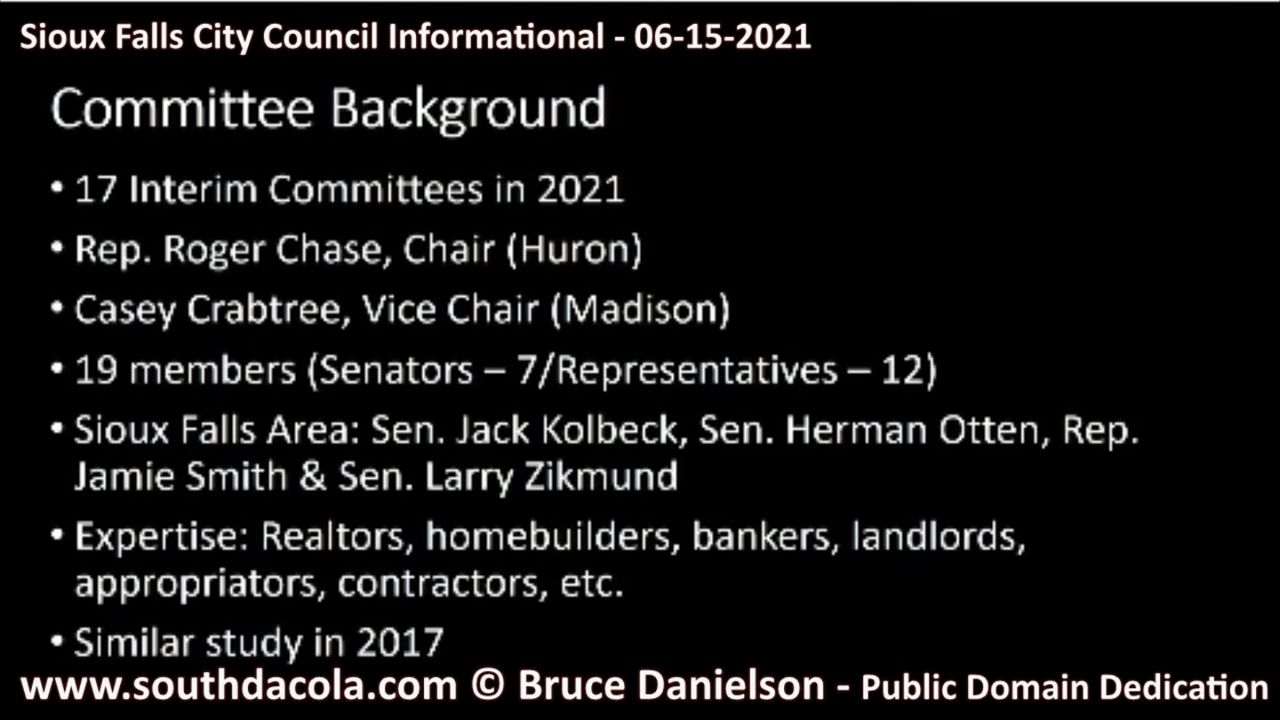 Sioux Falls City Council Informational - 06-15-2021
Committee Background
• 17 Interim Committees in 2021
• Rep. Roger Chase, Chair (Huron)
• Casey Crabtree, Vice Chair (Madison)
• 19 members (Senators – 7/Representatives – 12)
• Sioux Falls Area: Sen. Jack Kolbeck, Sen. Herman Otten, Rep.
Jamie Smith & Sen. Larry Zikmund
• Expertise: Realtors, homebuilders, bankers, landlords,
appropriators, contractors, etc.
• Similar study in 2017
www.southdacola.com © Bruce Danielson - Public Domain Dedication